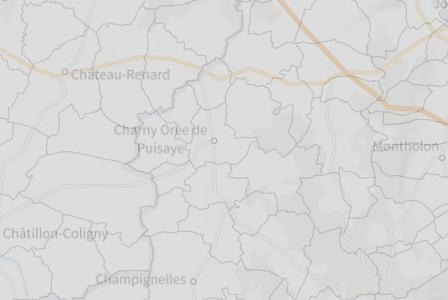 Château-Renard
Charny Orée de
Puisaye
Montholon
Châtillon-Coligny
Champignelles